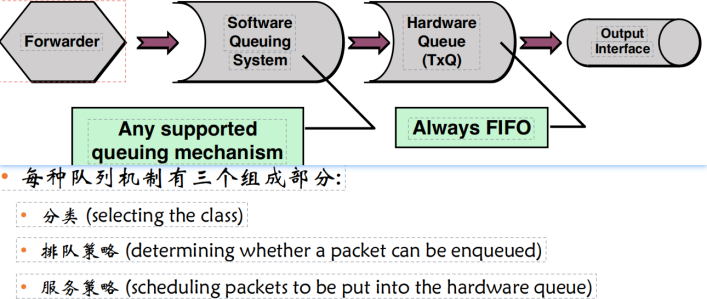 Forwarder
Software
Queuing
System
Hardware
Queue
(TxQ)
Output
Interface
Any supported
queuing mechanism
Always FIFO
• 每种队列机制有三个组成部分:
• 分类 (selecting the class)
• 排队策略 (determining whether a packet can be enqueued)
• 服务策略 (scheduling packets to be put into the hardware queue)